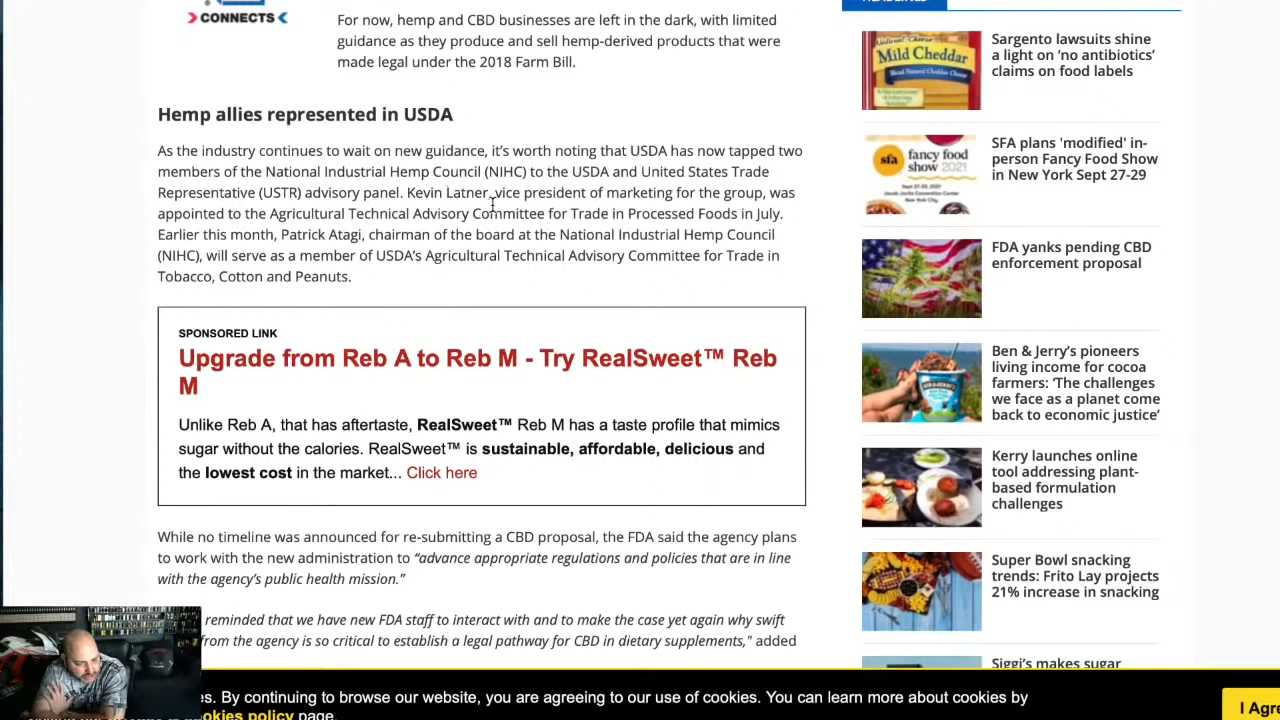 CONNECTS
For now, hemp and CBD businesses are left in the dark, with limited
guidance as they produce and sell hemp-derived products that were
made legal under the 2018 Farm Bill.
Hemp allies represented in USDA
As the industry continues to wait on new guidance, it’s worth noting that USDA has now tapped two
members of the National Industrial Hemp Council (NIHC) to the USDA and United States Trade
Representative (USTR) advisory panel. Kevin Latner, vice president of marketing for the group, was
appointed to the Agricultural Technical Advisory Committee for Trade in Processed Foods in July.
Earlier this month, Patrick Atagi, chairman of the board at the National Industrial Hemp Council
(NIHC), will serve as a member of USDA’s Agricultural Technical Advisory Committee for Trade in
Tobacco, Cotton and Peanuts.
SPONSORED LINK
Upgrade from Reb A to Reb M - Try RealSweet™ Reb
M
Unlike Reb A, that has aftertaste, RealSweet™ Reb M has a taste profile that mimics
sugar without the calories. RealSweet™ is sustainable, affordable, delicious and
the lowest cost in the market... Click here
While no timeline was announced for re-submitting a CBD proposal, the FDA said the agency plans
to work with the new administration to “advance appropriate regulations and policies that are in line
with the agency’s public health mission.”
reminded that we have new FDA staff to interact with and to make the case yet again why swift
from the agency is so critical to establish a legal pathway for CBD in dietary supplements," added
Mild Cheddar
Sargento lawsuits shine
a light on ‘no antibiotics’
claims on food labels
sfa fancy food show 2021
SFA plans 'modified' in-
person Fancy Food Show
in New York Sept 27-29
FDA yanks pending CBD
enforcement proposal
Ben & Jerry’s pioneers
living income for cocoa
farmers: ‘The challenges
we face as a planet come
back to economic justice’
Kerry launches online
tool addressing plant-
based formulation
challenges
Super Bowl snacking
trends: Frito Lay projects
21% increase in snacking
Siggi’s makes sugar
es. By continuing to browse our website, you are agreeing to our use of cookies. You can learn more about cookies by
ookies policy page.
I Agre